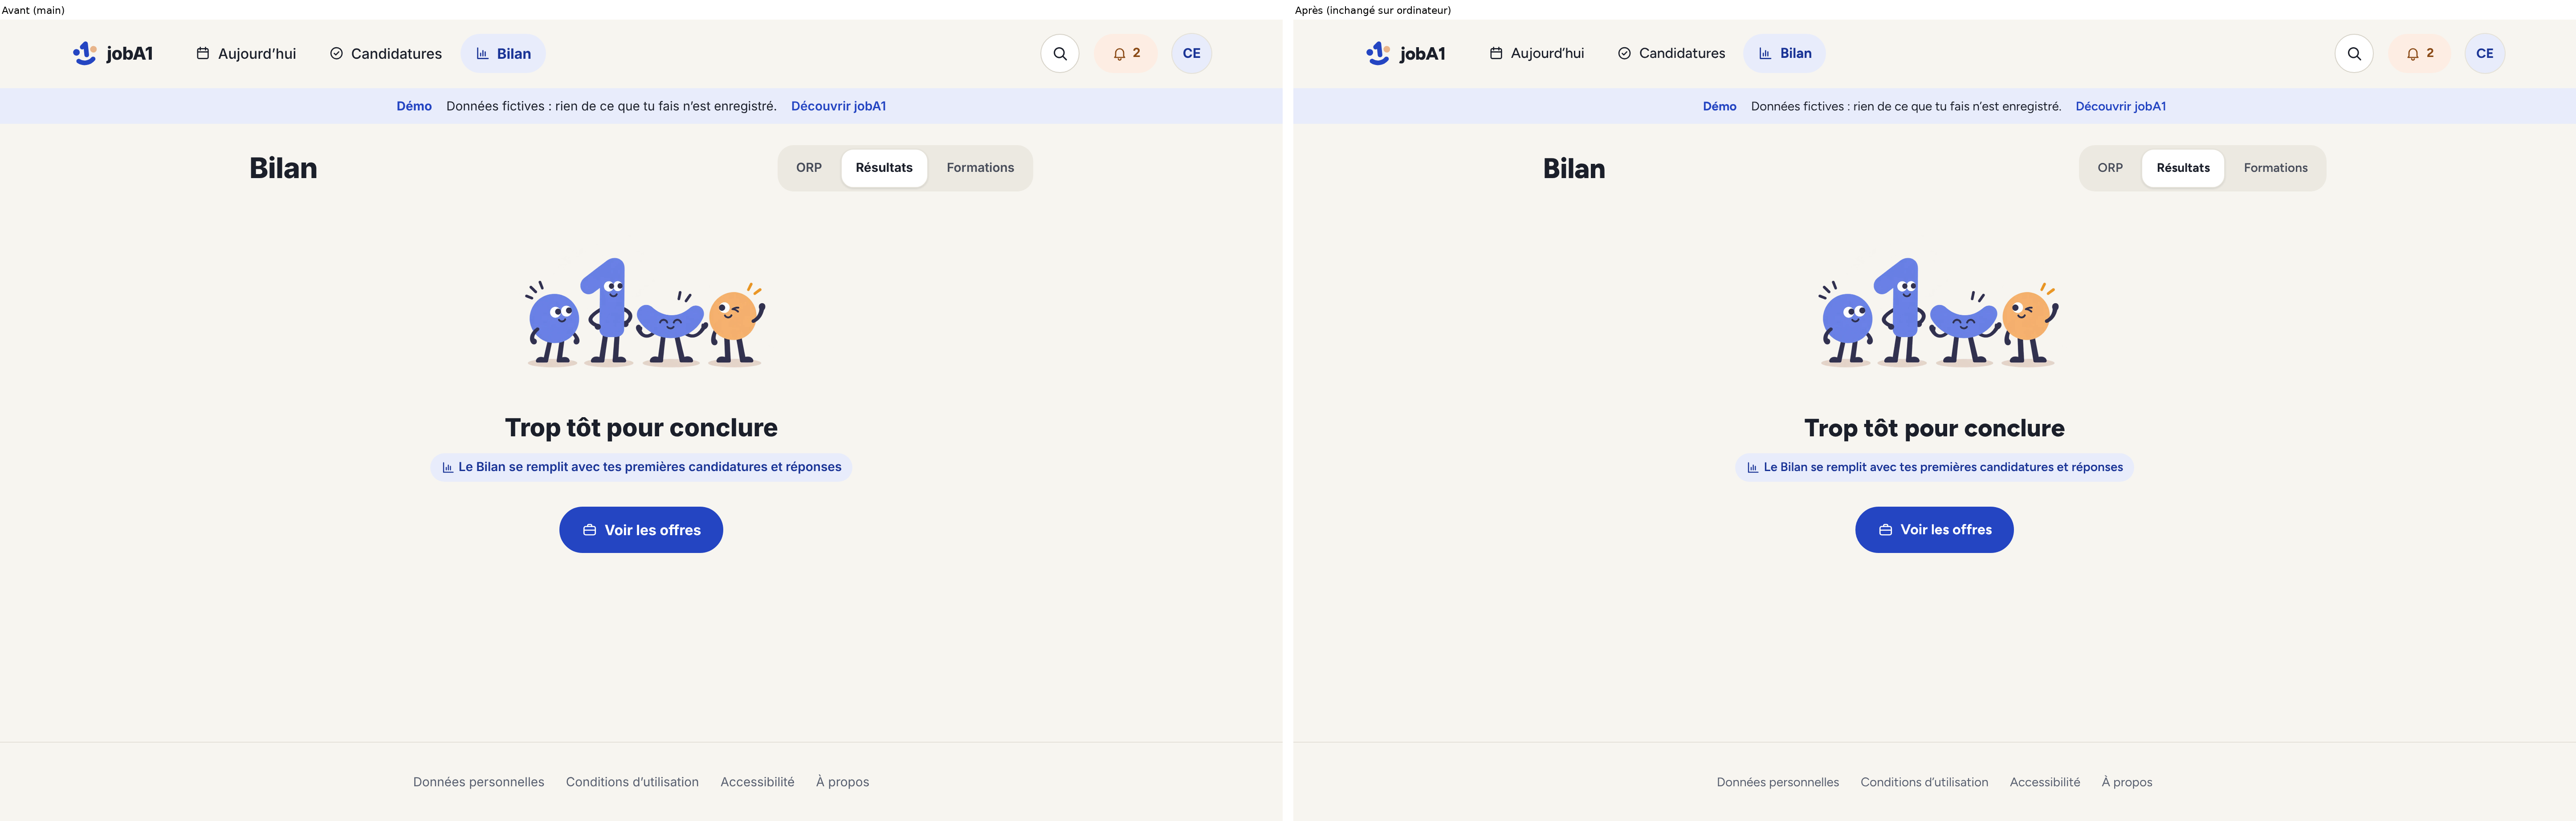 Avant (main)
jobA1 Aujourd’hui Candidatures Bilan 2 CE
Démo Données fictives : rien de ce que tu fais n’est enregistré. Découvrir jobA1
Bilan ORP Résultats Formations
Trop tôt pour conclure
Le Bilan se remplit avec tes premières candidatures et réponses
Voir les offres
Données personnelles Conditions d’utilisation Accessibilité À propos
Après (inchangé sur ordinateur)
jobA1 Aujourd’hui Candidatures Bilan 2 CE
Démo Données fictives : rien de ce que tu fais n’est enregistré. Découvrir jobA1
Bilan ORP Résultats Formations
Trop tôt pour conclure
Le Bilan se remplit avec tes premières candidatures et réponses
Voir les offres
Données personnelles Conditions d’utilisation Accessibilité À propos